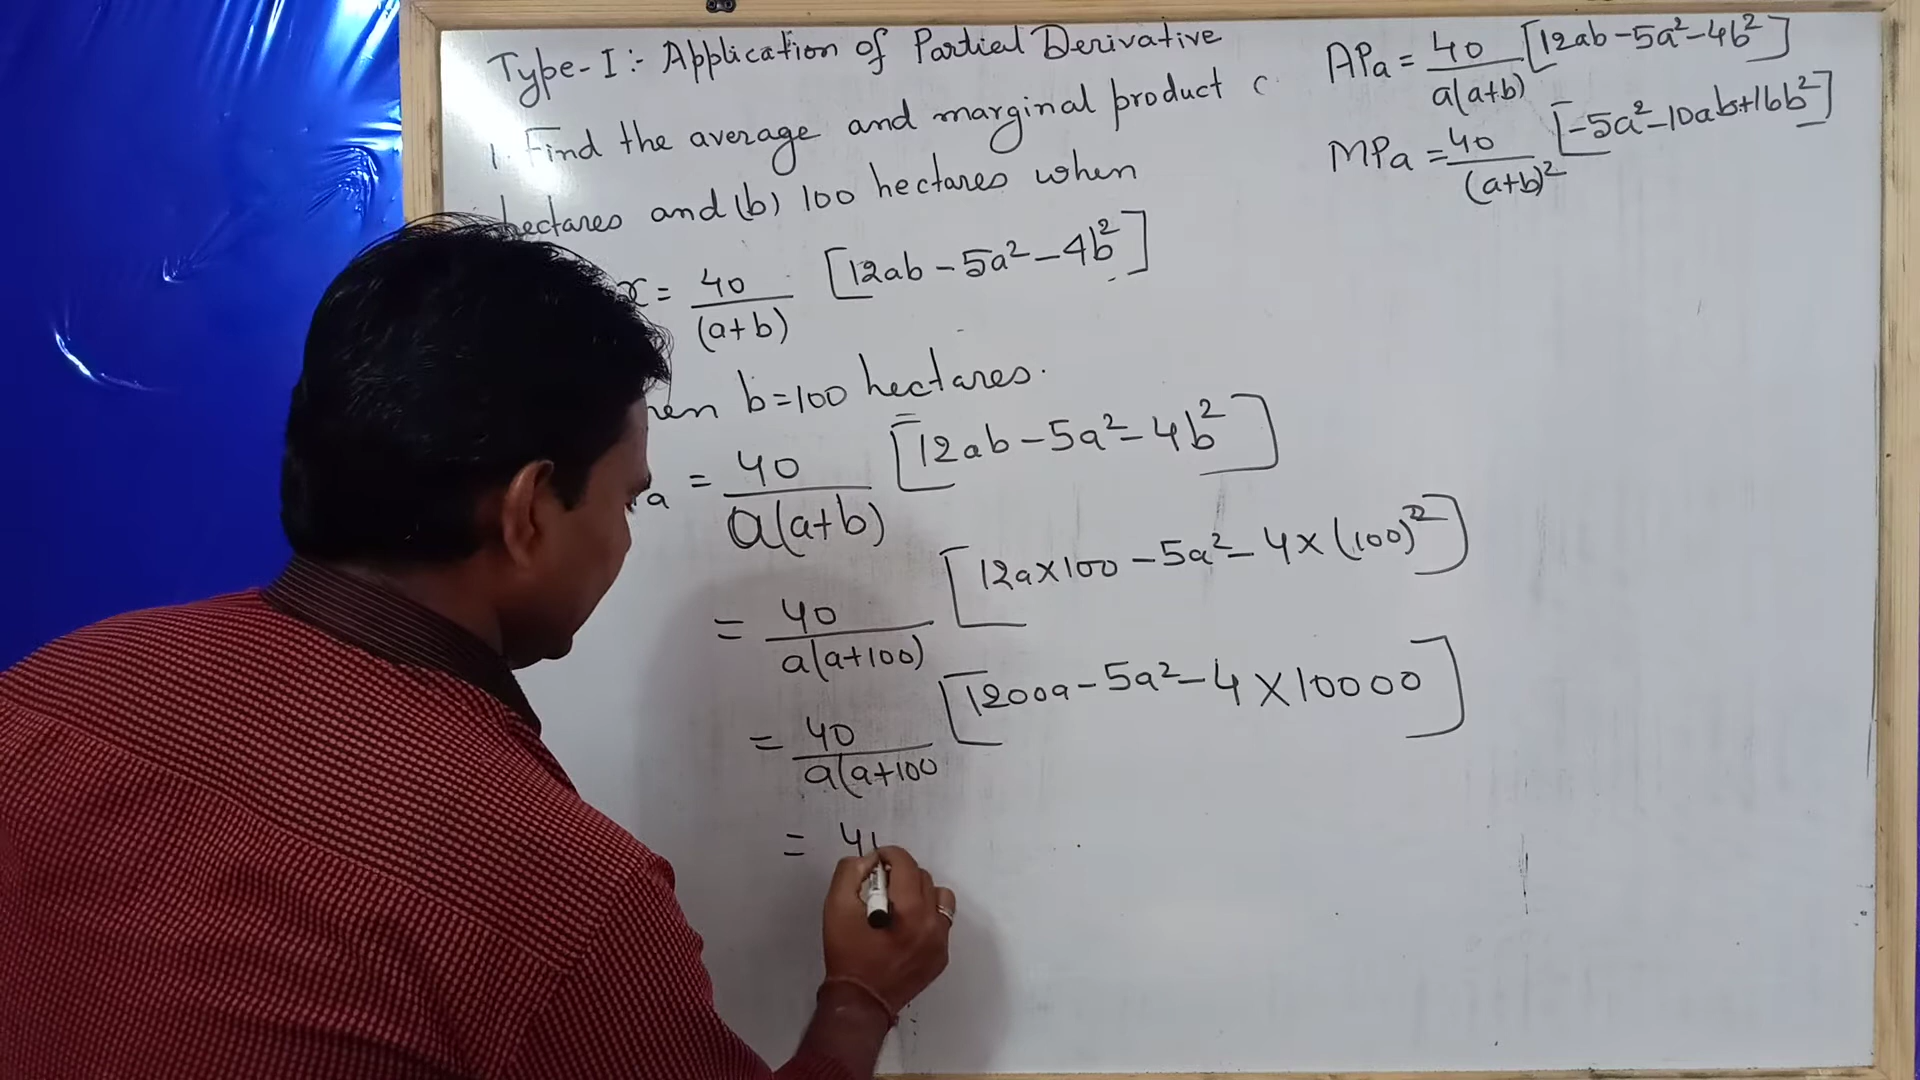 Type-I:- Application of Partial Derivative
1. Find the average and marginal product
hectares and (b) 100 hectares when
x = 40/(a+b) [12ab-5a²-4b²]
b=100 hectares.
a = 40/a(a+b) [12ab-5a²-4b²]
= 40/a(a+100) [12a×100-5a²-4×(100)²]
= 40/a(a+100 [1200a-5a²-4×10000]
= 4
APa = 40/a(a+b) [12ab-5a²-4b²]
MPa = 40/(a+b)² [-5a²-10ab+16b²]